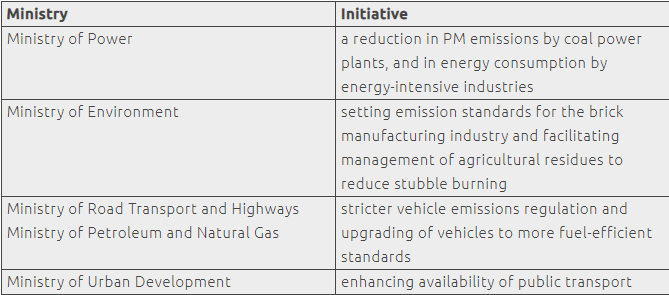 Ministry
Initiative
Ministry of Power
a reduction in PM emissions by coal power
plants, and in energy consumption by
energy-intensive industries
Ministry of Environment
setting emission standards for the brick
manufacturing industry and facilitating
management of agricultural residues to
reduce stubble burning
Ministry of Road Transport and Highways
Ministry of Petroleum and Natural Gas
stricter vehicle emissions regulation and
upgrading of vehicles to more fuel-efficient
standards
Ministry of Urban Development
enhancing availability of public transport